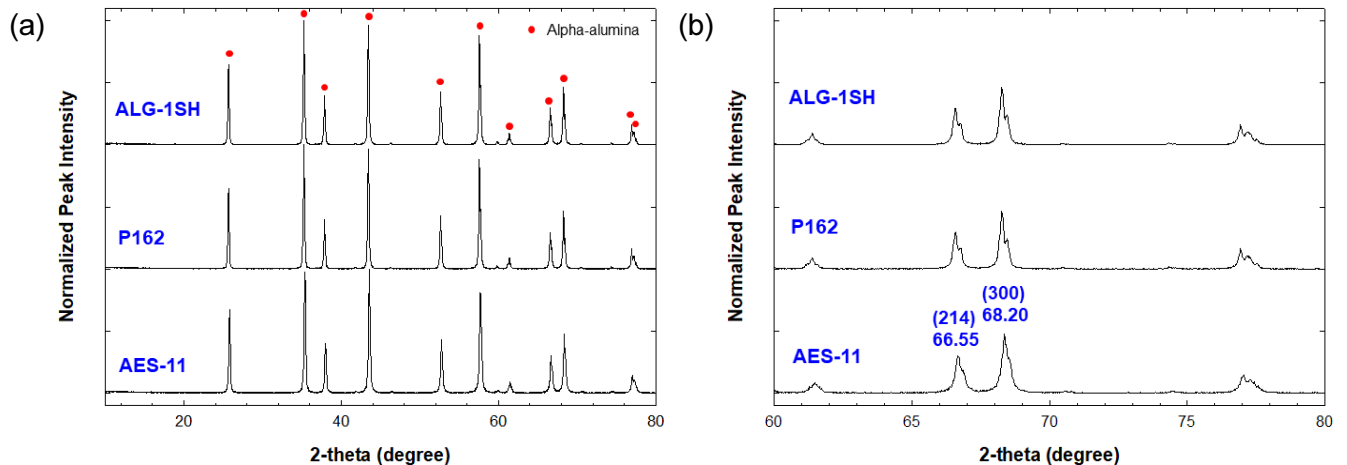 (a)
Normalized Peak Intensity
Alpha-alumina
ALG-1SH
P162
AES-11
20
40
60
80
2-theta (degree)
(b)
Normalized Peak Intensity
ALG-1SH
P162
(300)
68.20
(214)
66.55
AES-11
60
65
70
75
80
2-theta (degree)